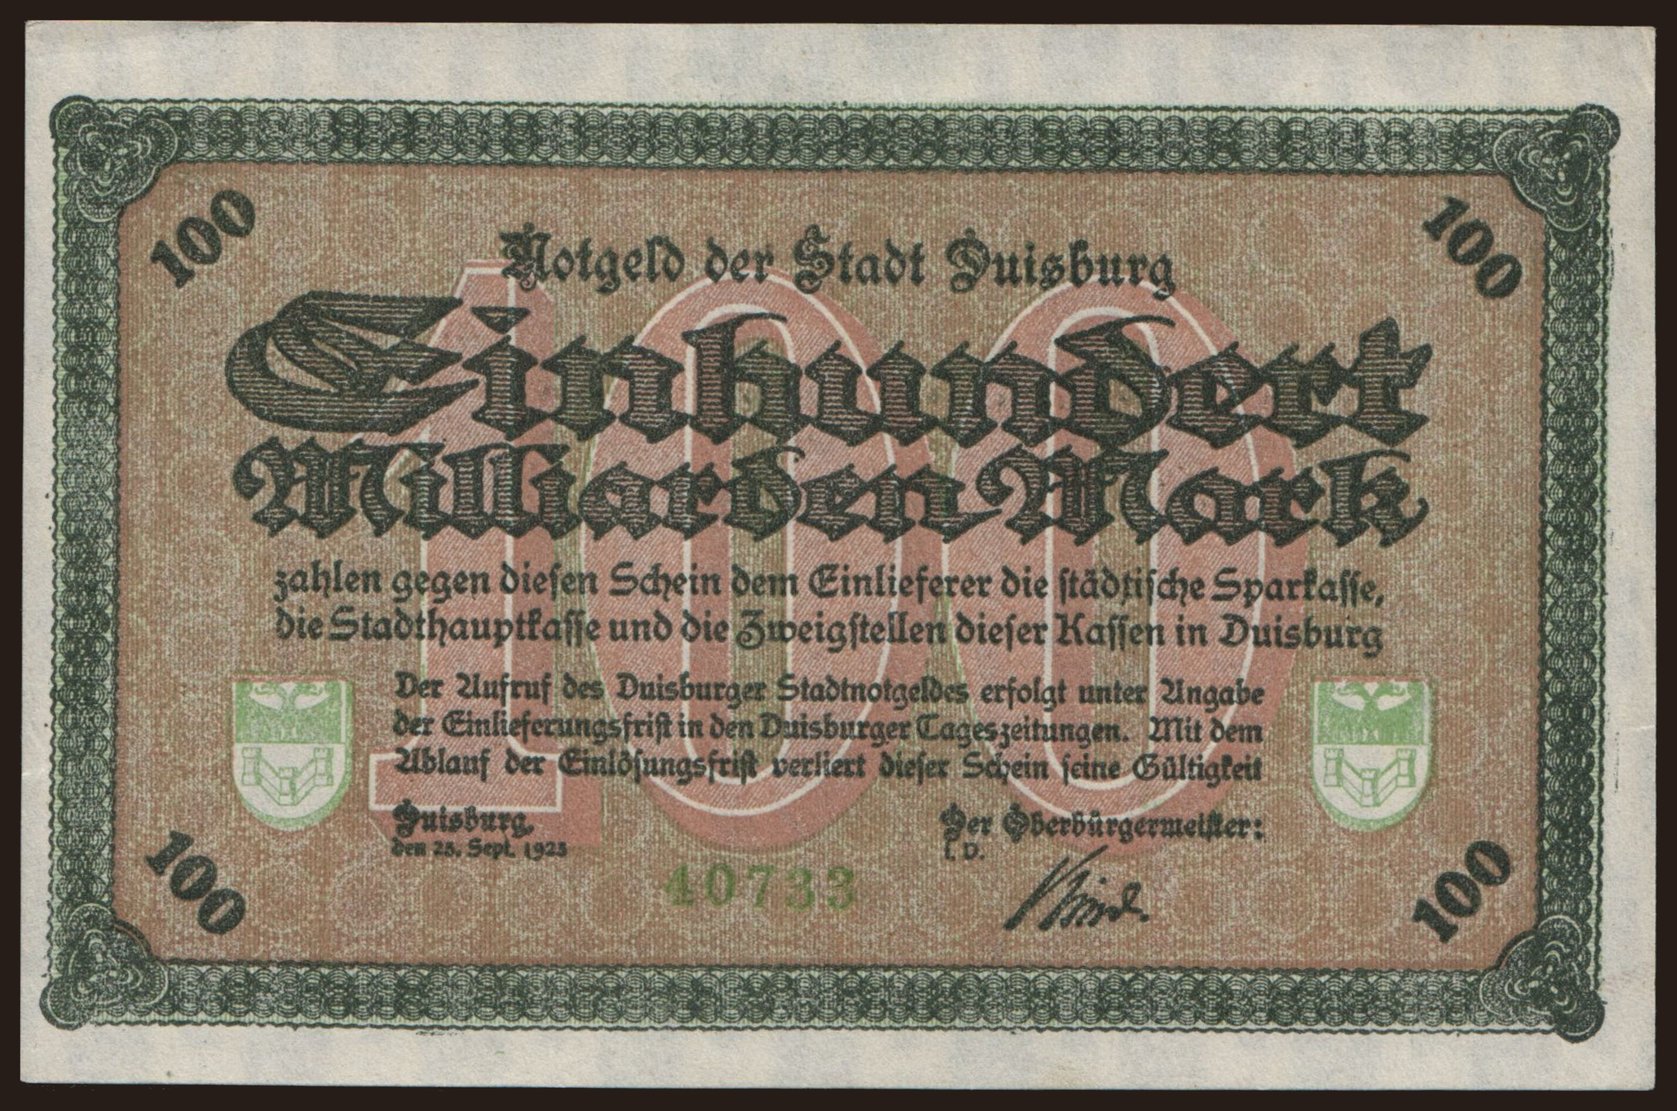 100
100
Notgeld der Stadt Duisburg
Einhundert
Milliarden Mark
zahlen gegen diesen Schein dem Einlieferer die städtische Sparkasse,
die Stadthauptkasse und die Zweigstellen dieser Kassen in Duisburg
Der Aufruf des Duisburger Stadtnotgeldes erfolgt unter Angabe
der Einlieferungsfrist in den Duisburger Tageszeitungen. Mit dem
Ablauf der Einlösungsfrist verliert dieser Schein seine Gültigkeit
Duisburg,
den 25. Sept. 1923
Der Oberbürgermeister:
I. V.
40733
100
100
100